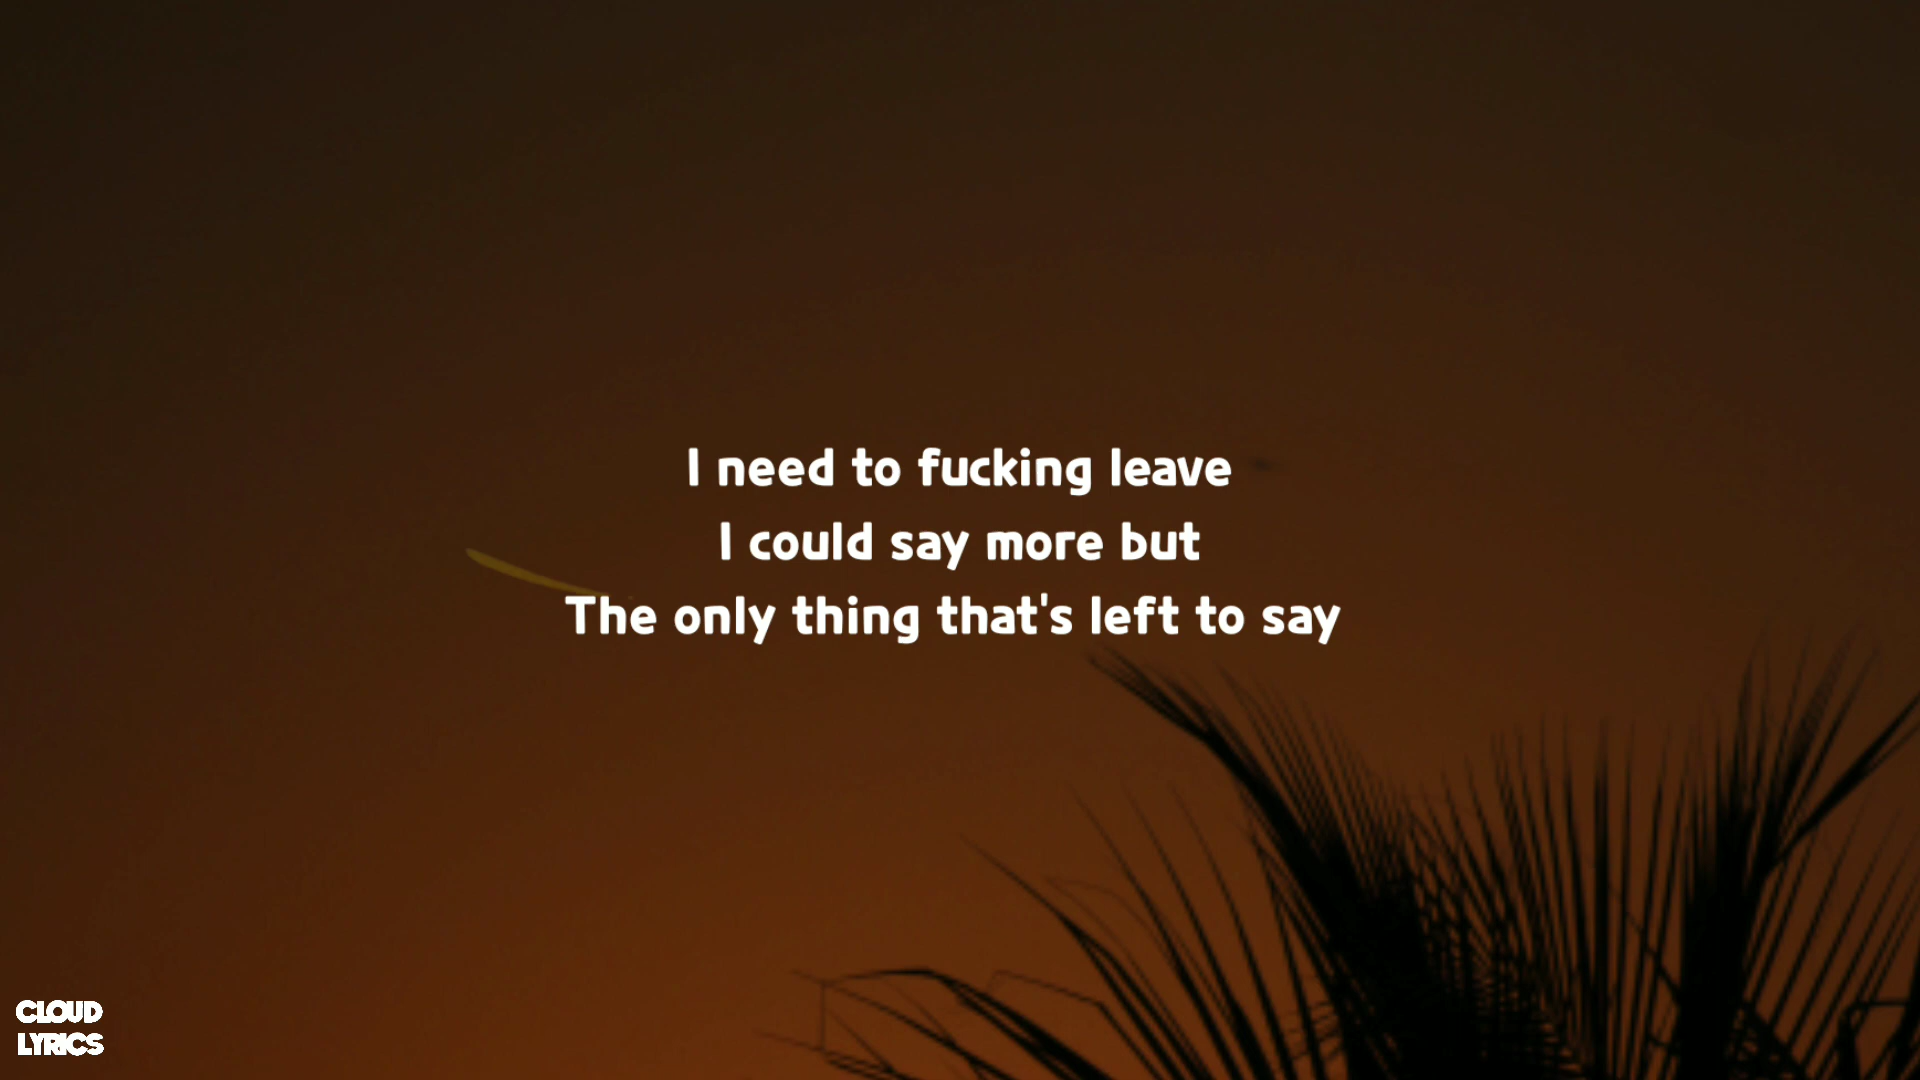 I need to fucking leave
I could say more but
The only thing that's left to say
CLOUD
LYRICS